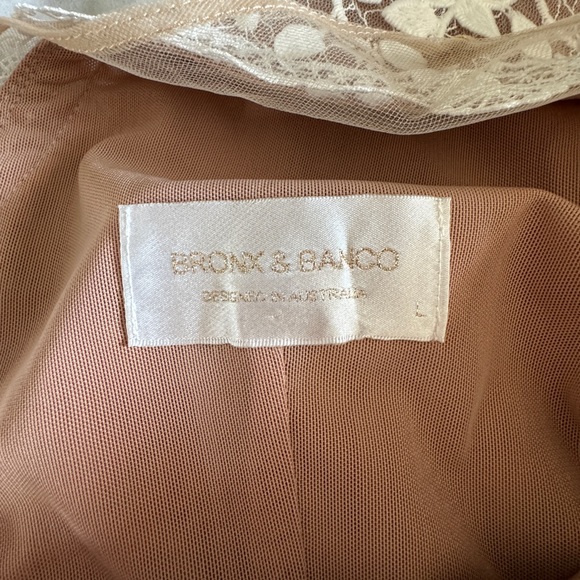 BRONX & BANCO
DESIGNED IN AUSTRALIA
L